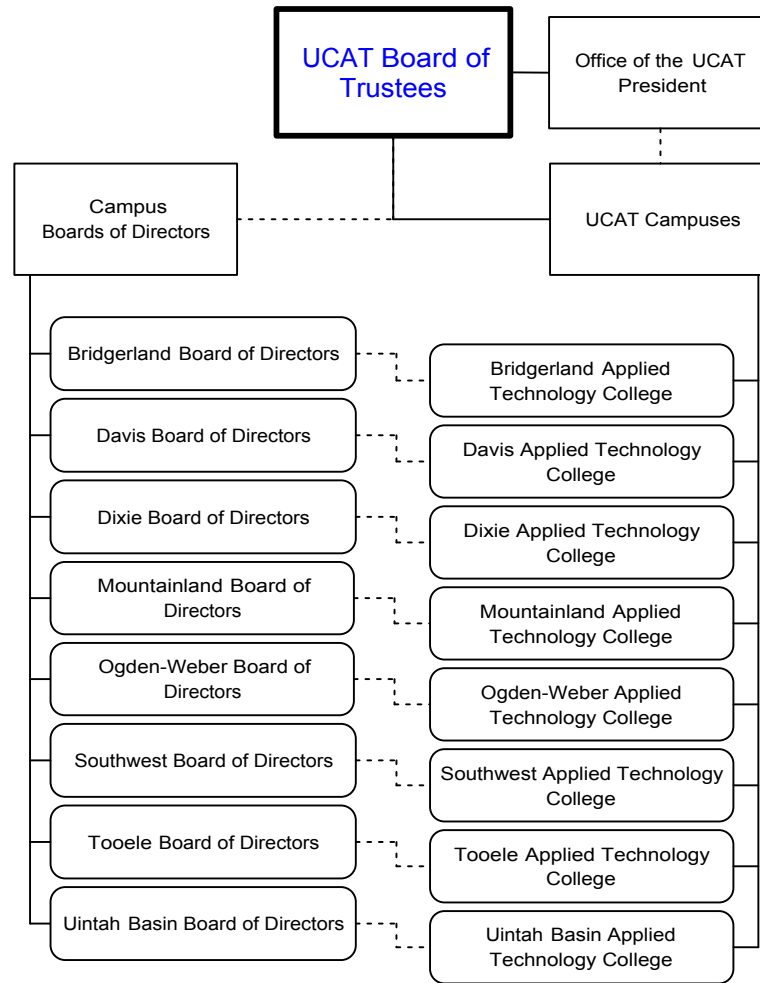 UCAT Board of
Trustees
Office of the UCAT
President
Campus
Boards of Directors
UCAT Campuses
Bridgerland Board of Directors
Bridgerland Applied
Technology College
Davis Board of Directors
Davis Applied Technology
College
Dixie Board of Directors
Dixie Applied Technology
College
Mountainland Board of
Directors
Mountainland Applied
Technology College
Ogden-Weber Board of
Directors
Ogden-Weber Applied
Technology College
Southwest Board of Directors
Southwest Applied Technology
College
Tooele Board of Directors
Tooele Applied Technology
College
Uintah Basin Board of Directors
Uintah Basin Applied
Technology College